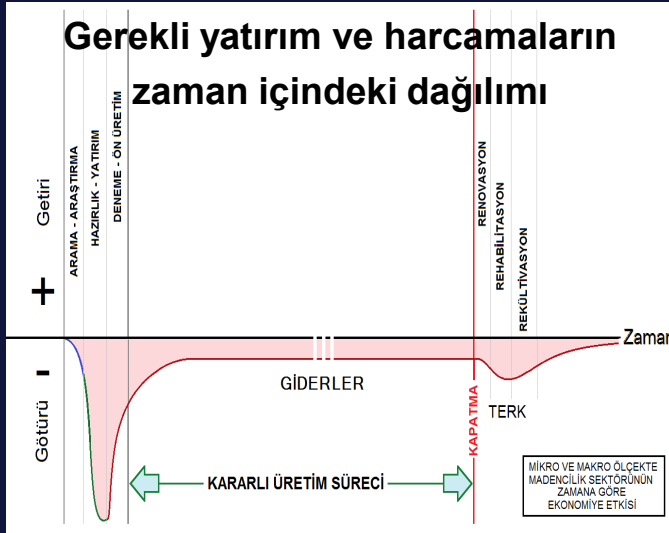 Gerekli yatırım ve harcamaların
zaman içindeki dağılımı
Getiri
+
ARAMA - ARAŞTIRMA
HAZIRLIK - YATIRIM
DENEME - ÖN ÜRETİM
RENOVASYON
REHABİLİTASYON
REKÜLTİVASYON
Zaman
-
Götürü
GİDERLER
KAPATMA
TERK
KARARLI ÜRETİM SÜRECİ
MİKRO VE MAKRO ÖLÇEKTE
MADENCİLİK SEKTÖRÜNÜN
ZAMANA GÖRE
EKONOMİYE ETKİSİ